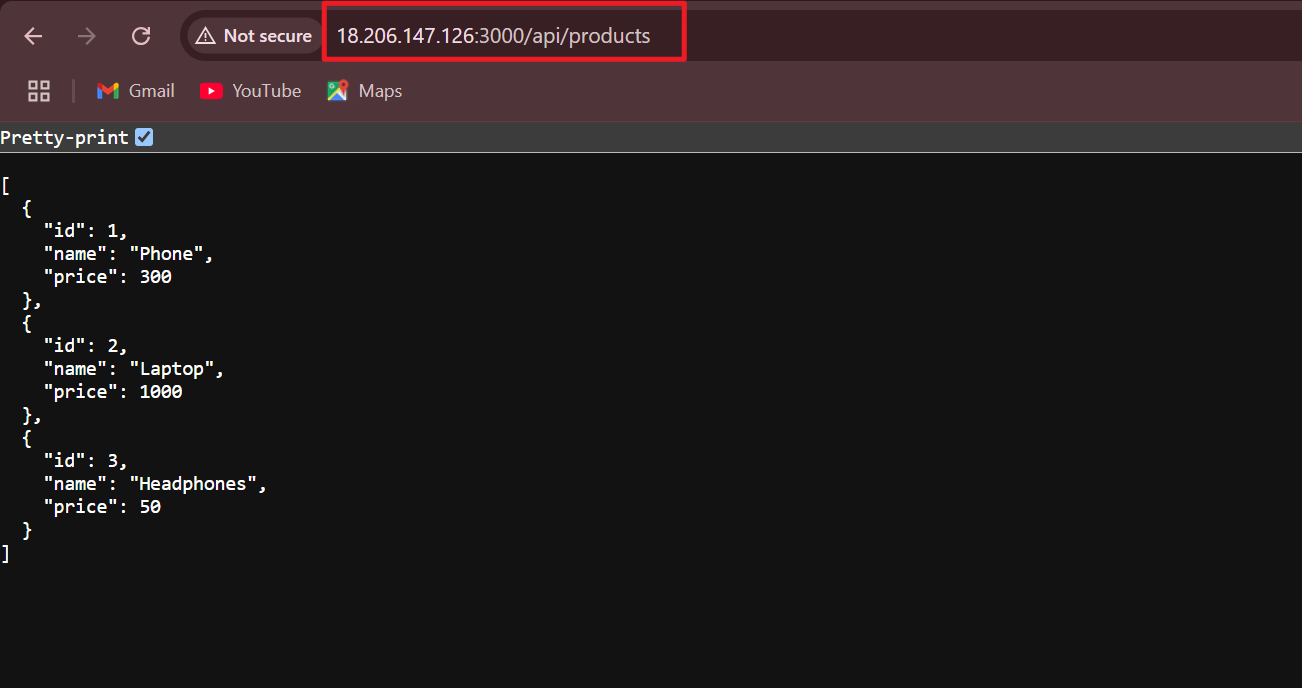 Not secure 18.206.147.126:3000/api/products
Gmail YouTube Maps
Pretty-print
[
  {
    "id": 1,
    "name": "Phone",
    "price": 300
  },
  {
    "id": 2,
    "name": "Laptop",
    "price": 1000
  },
  {
    "id": 3,
    "name": "Headphones",
    "price": 50
  }
]